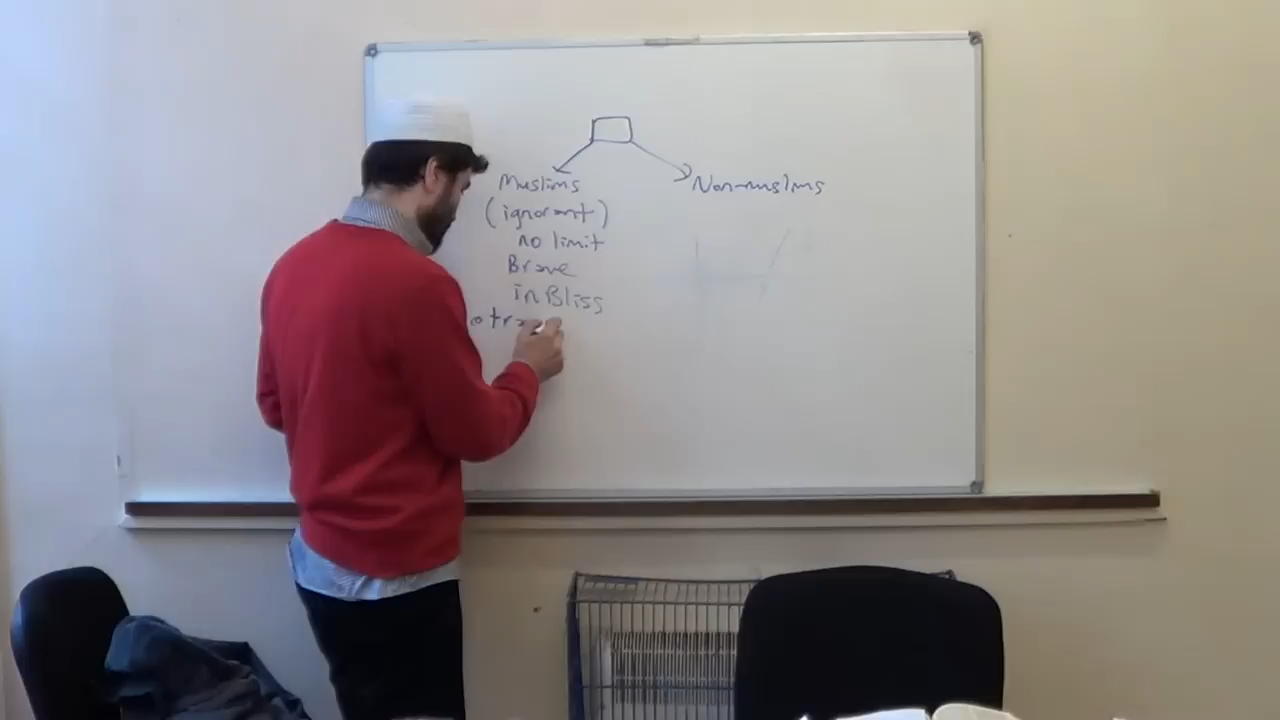 Muslims
Non-muslims
(ignorant)
no limit
Brave
in Bliss